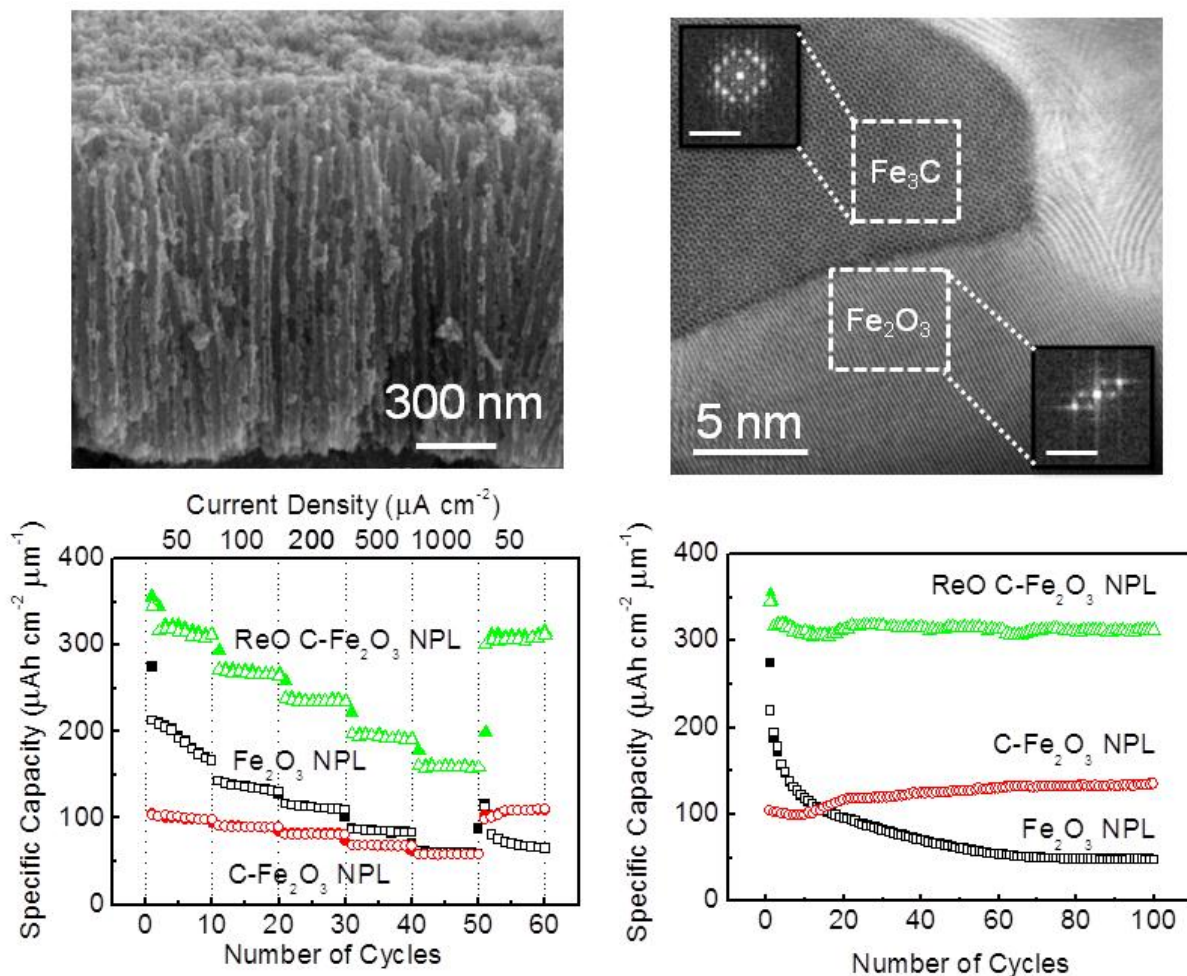 300 nm
Fe₃C
Fe₂O₃
5 nm
Current Density (μA cm⁻²)
50 100 200 500 1000 50
Specific Capacity (μAh cm⁻² μm⁻¹)
400
300
200
100
0
ReO C-Fe₂O₃ NPL
Fe₂O₃ NPL
C-Fe₂O₃ NPL
0 10 20 30 40 50 60
Number of Cycles
Specific Capacity (μAh cm⁻² μm⁻¹)
400
300
200
100
0
ReO C-Fe₂O₃ NPL
C-Fe₂O₃ NPL
Fe₂O₃ NPL
0 20 40 60 80 100
Number of Cycles